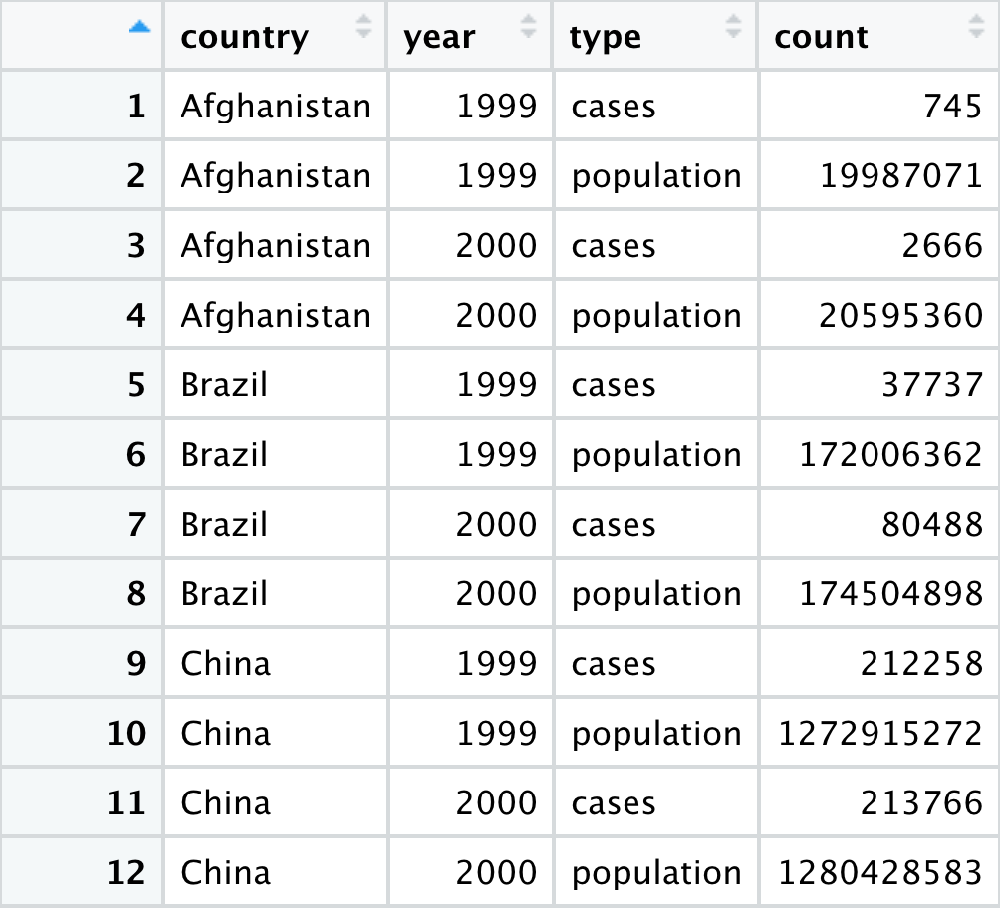 country year type count
1 Afghanistan 1999 cases 745
2 Afghanistan 1999 population 19987071
3 Afghanistan 2000 cases 2666
4 Afghanistan 2000 population 20595360
5 Brazil 1999 cases 37737
6 Brazil 1999 population 172006362
7 Brazil 2000 cases 80488
8 Brazil 2000 population 174504898
9 China 1999 cases 212258
10 China 1999 population 1272915272
11 China 2000 cases 213766
12 China 2000 population 1280428583